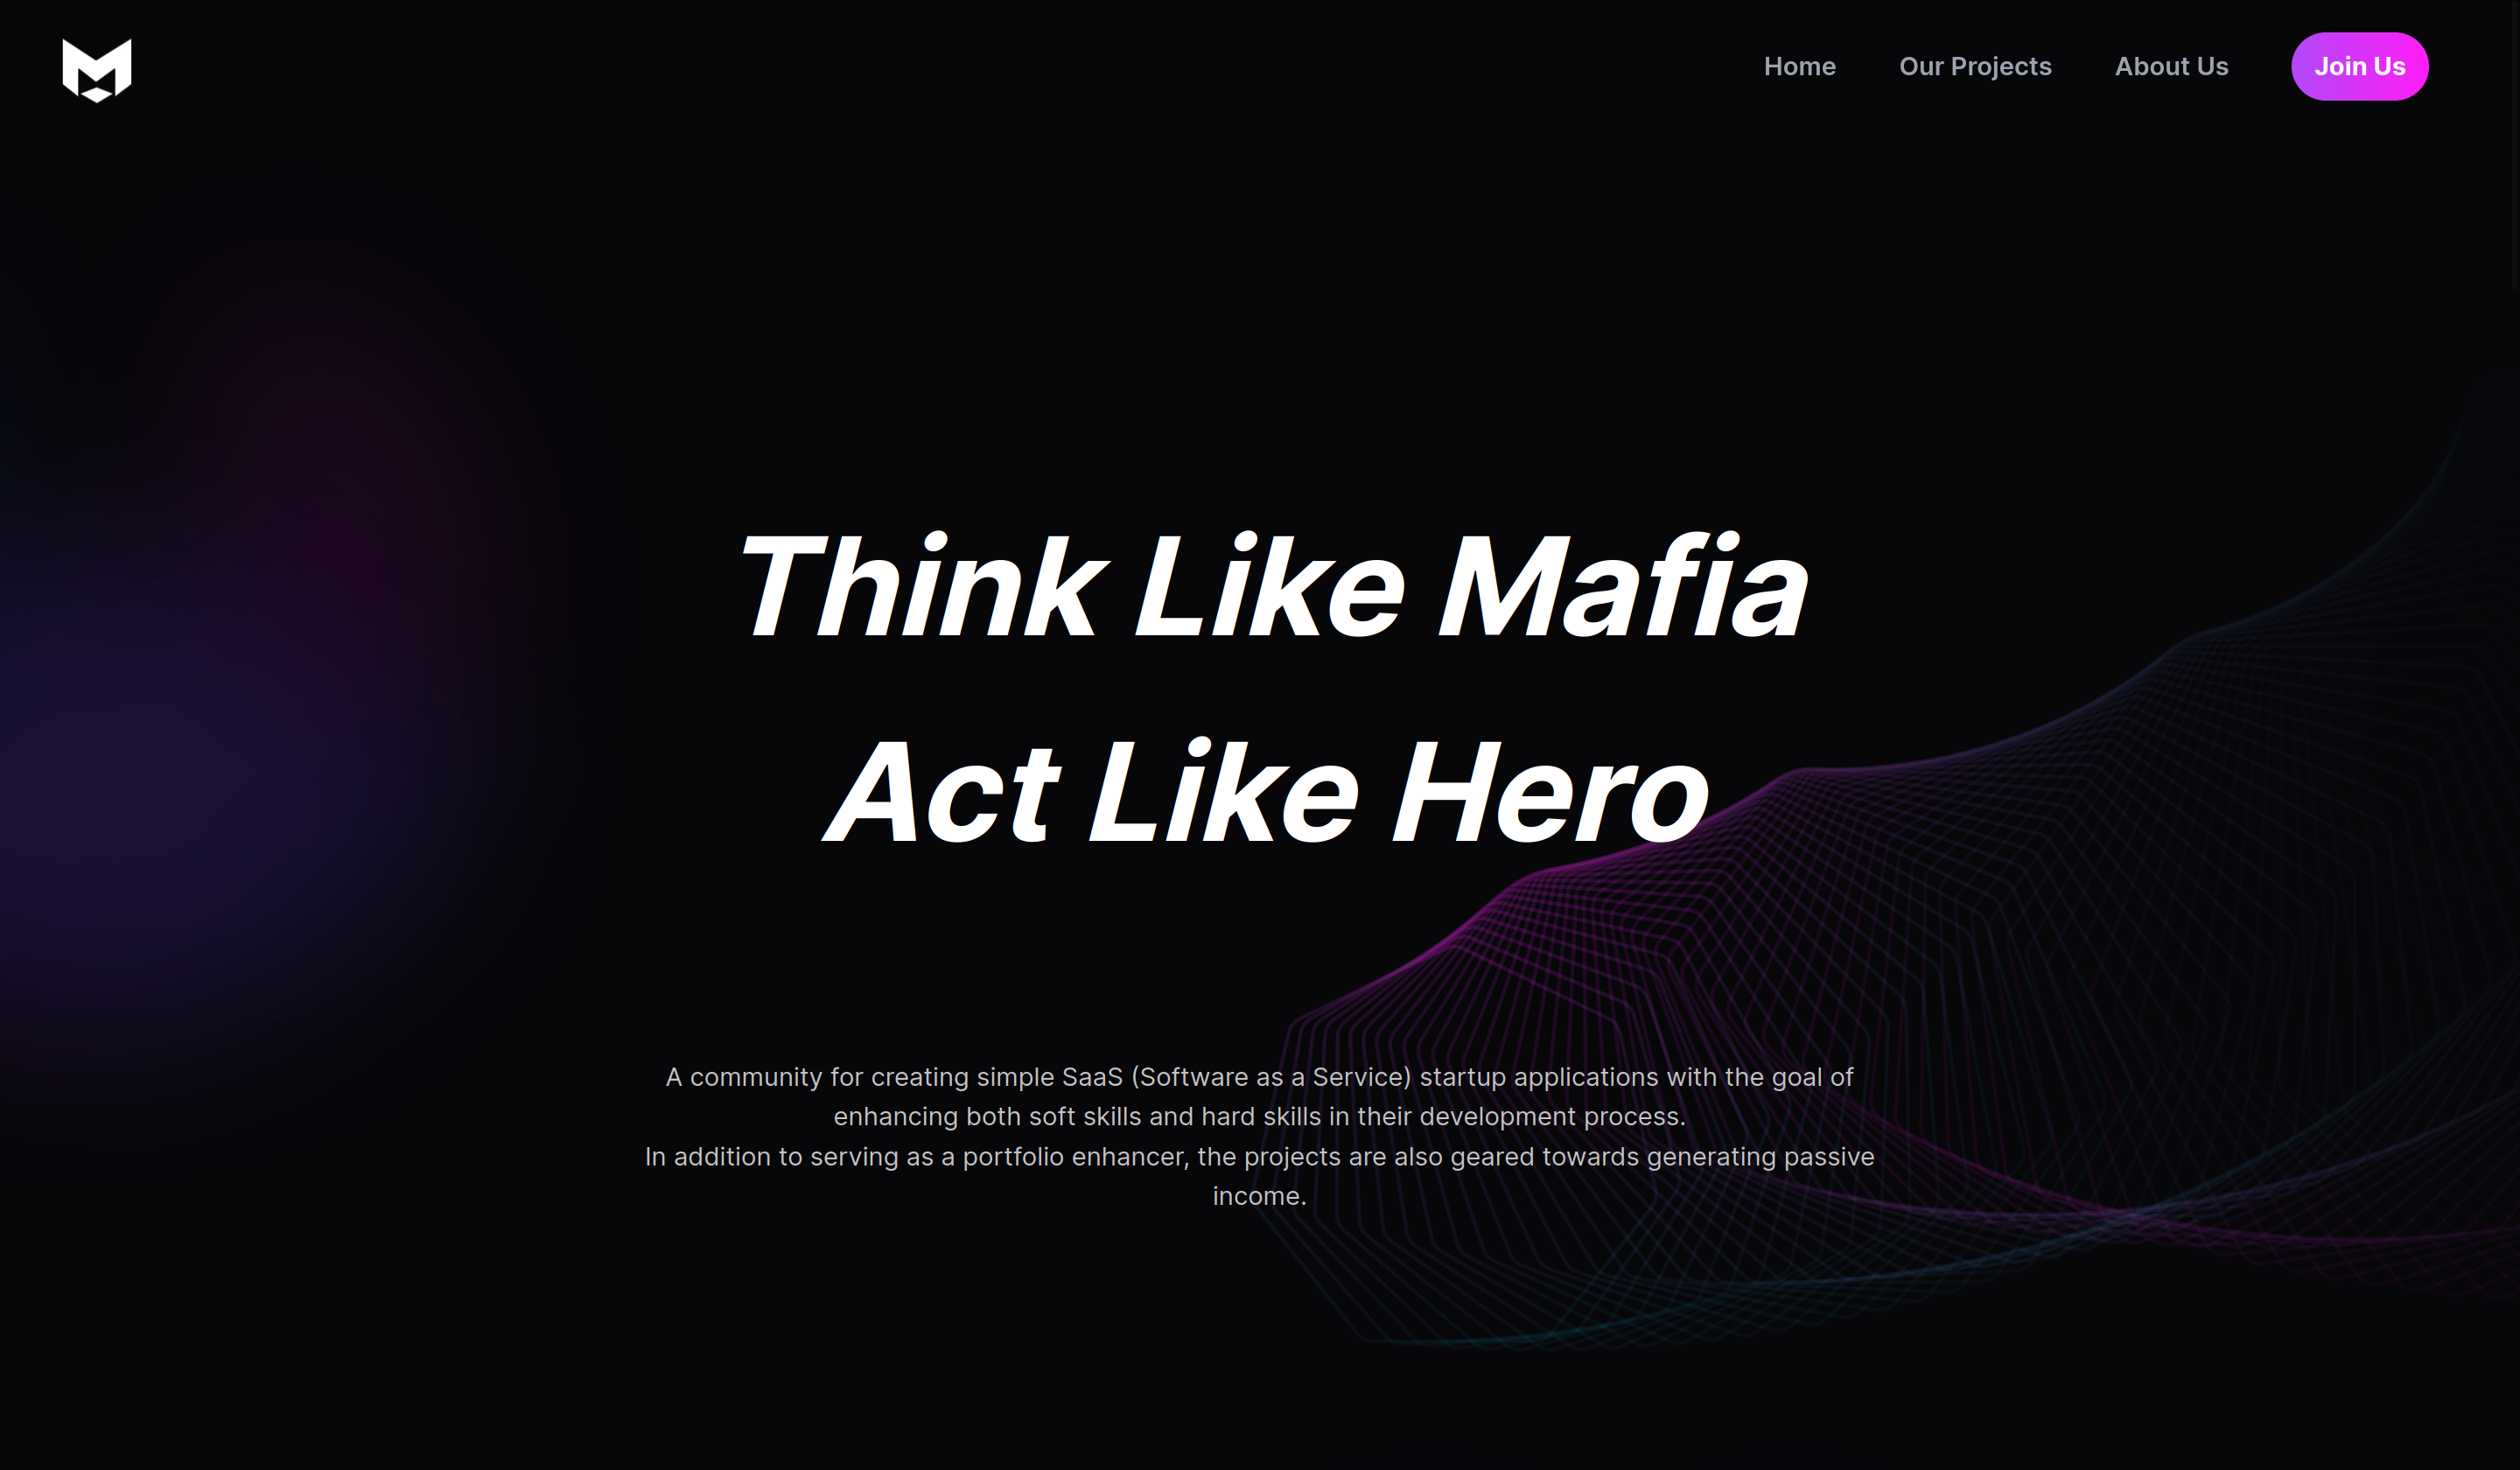 Home
Our Projects
About Us
Join Us
Think Like Mafia
Act Like Hero
A community for creating simple SaaS (Software as a Service) startup applications with the goal of
enhancing both soft skills and hard skills in their development process.
In addition to serving as a portfolio enhancer, the projects are also geared towards generating passive
income.